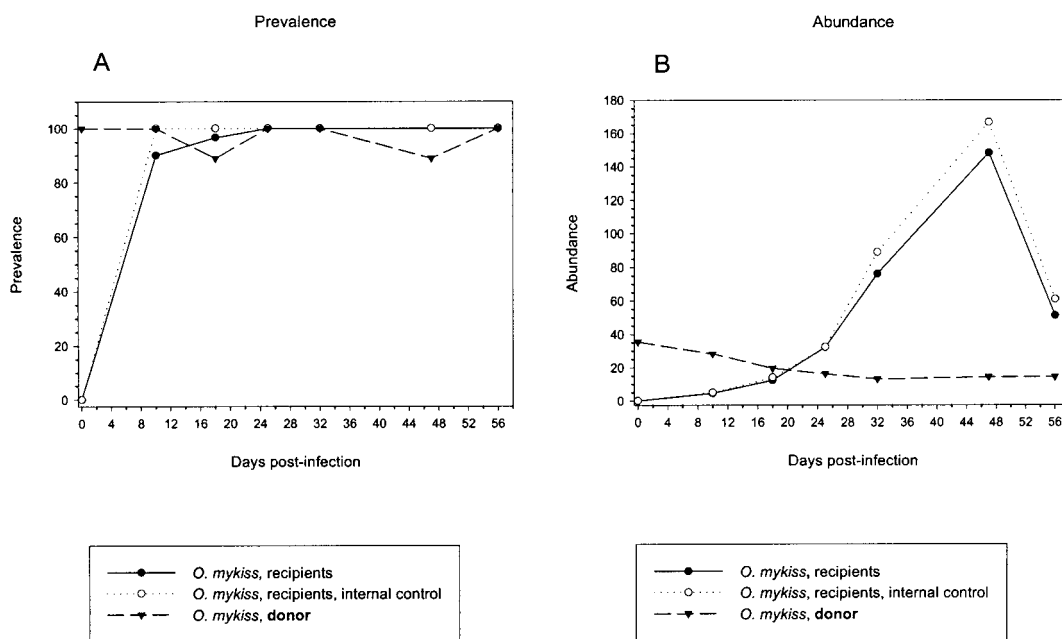 Prevalence
A
100
80
60
40
20
0
Prevalence
0 4 8 12 16 20 24 28 32 36 40 44 48 52 56
Days post-infection
O. mykiss, recipients
O. mykiss, recipients, internal control
O. mykiss, donor
Abundance
B
180
160
140
120
100
80
60
40
20
0
Abundance
0 4 8 12 16 20 24 28 32 36 40 44 48 52 56
Days post-infection
O. mykiss, recipients
O. mykiss, recipients, internal control
O. mykiss, donor